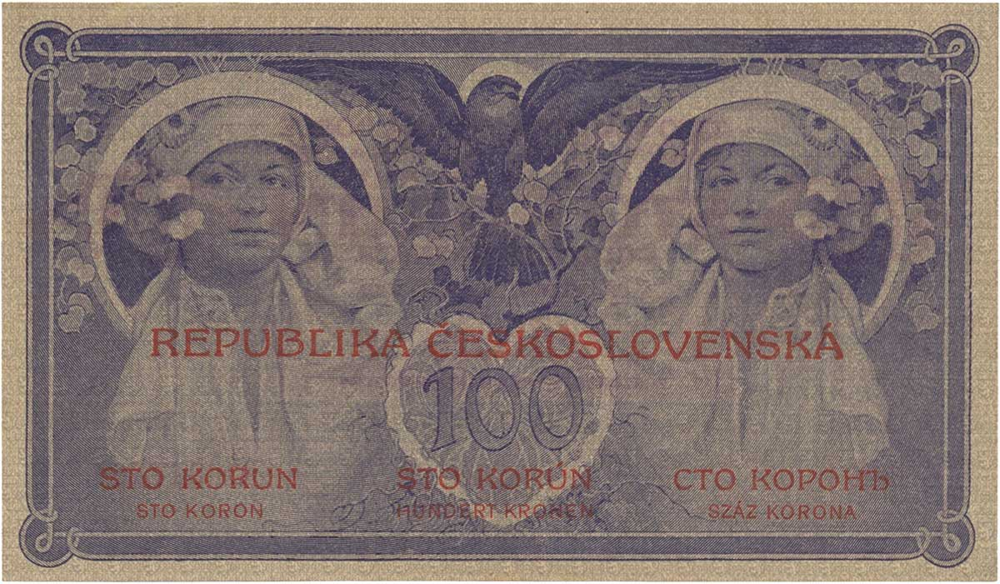 REPUBLIKA ČESKOSLOVENSKÁ
100
STO KORUN STO KORÚN СТО КОРОНЪ
STO KORON HUNDERT KRONEN SZÁZ KORONA